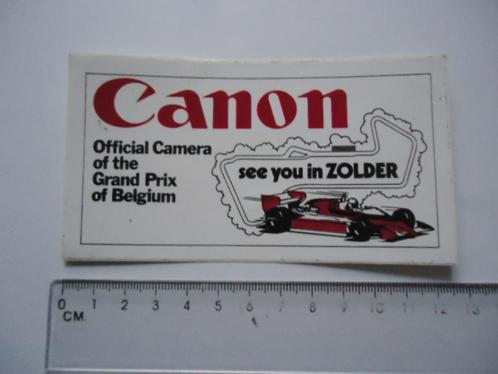 Canon
Official Camera
of the
Grand Prix
of Belgium
see you in ZOLDER
0 1 2 3 4 5 6 7 8 9 10 11 12 13
CM.